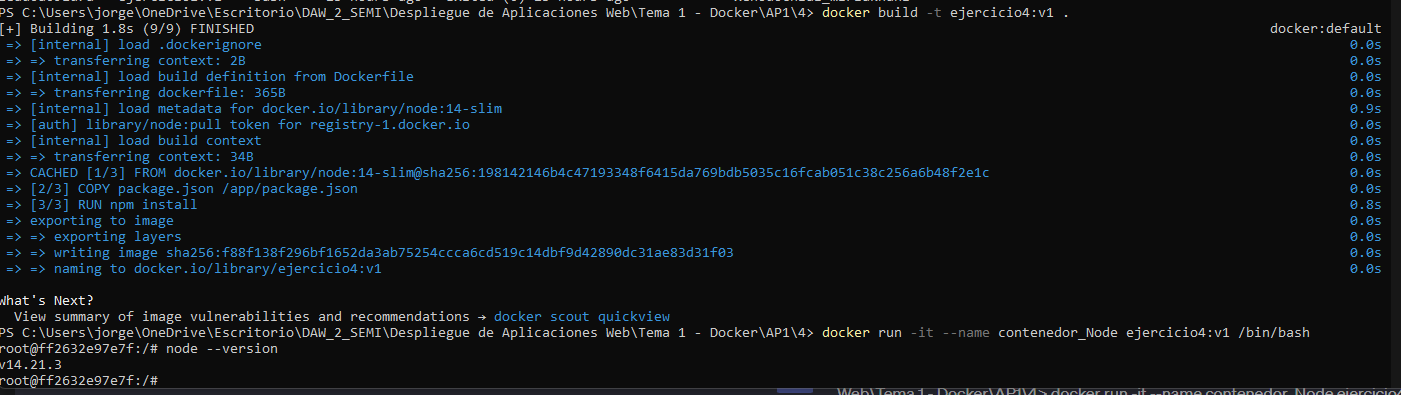 PS C:\Users\jorge\OneDrive\Escritorio\DAW_2_SEMI\Despliegue de Aplicaciones Web\Tema 1 - Docker\AP1\4> docker build -t ejercicio4:v1 .
[+] Building 1.8s (9/9) FINISHED docker:default
=> [internal] load .dockerignore 0.0s
=> => transferring context: 2B 0.0s
=> [internal] load build definition from Dockerfile 0.0s
=> => transferring dockerfile: 365B 0.0s
=> [internal] load metadata for docker.io/library/node:14-slim 0.9s
=> [auth] library/node:pull token for registry-1.docker.io 0.0s
=> [internal] load build context 0.0s
=> => transferring context: 34B 0.0s
=> CACHED [1/3] FROM docker.io/library/node:14-slim@sha256:198142146b4c47193348f6415da769bdb5035c16fcab051c38c256a6b48f2e1c 0.0s
=> [2/3] COPY package.json /app/package.json 0.0s
=> [3/3] RUN npm install 0.8s
=> exporting to image 0.0s
=> => exporting layers 0.0s
=> => writing image sha256:f88f138f296bf1652da3ab75254ccca6cd519c14dbf9d42890dc31ae83d31f03 0.0s
=> => naming to docker.io/library/ejercicio4:v1 0.0s
What's Next?
View summary of image vulnerabilities and recommendations → docker scout quickview
PS C:\Users\jorge\OneDrive\Escritorio\DAW_2_SEMI\Despliegue de Aplicaciones Web\Tema 1 - Docker\AP1\4> docker run -it --name contenedor_Node ejercicio4:v1 /bin/bash
root@ff2632e97e7f:/# node --version
v14.21.3
root@ff2632e97e7f:/#
Web\Tema 1 - Docker\AP1\4> docker run -it --name contenedor_Node